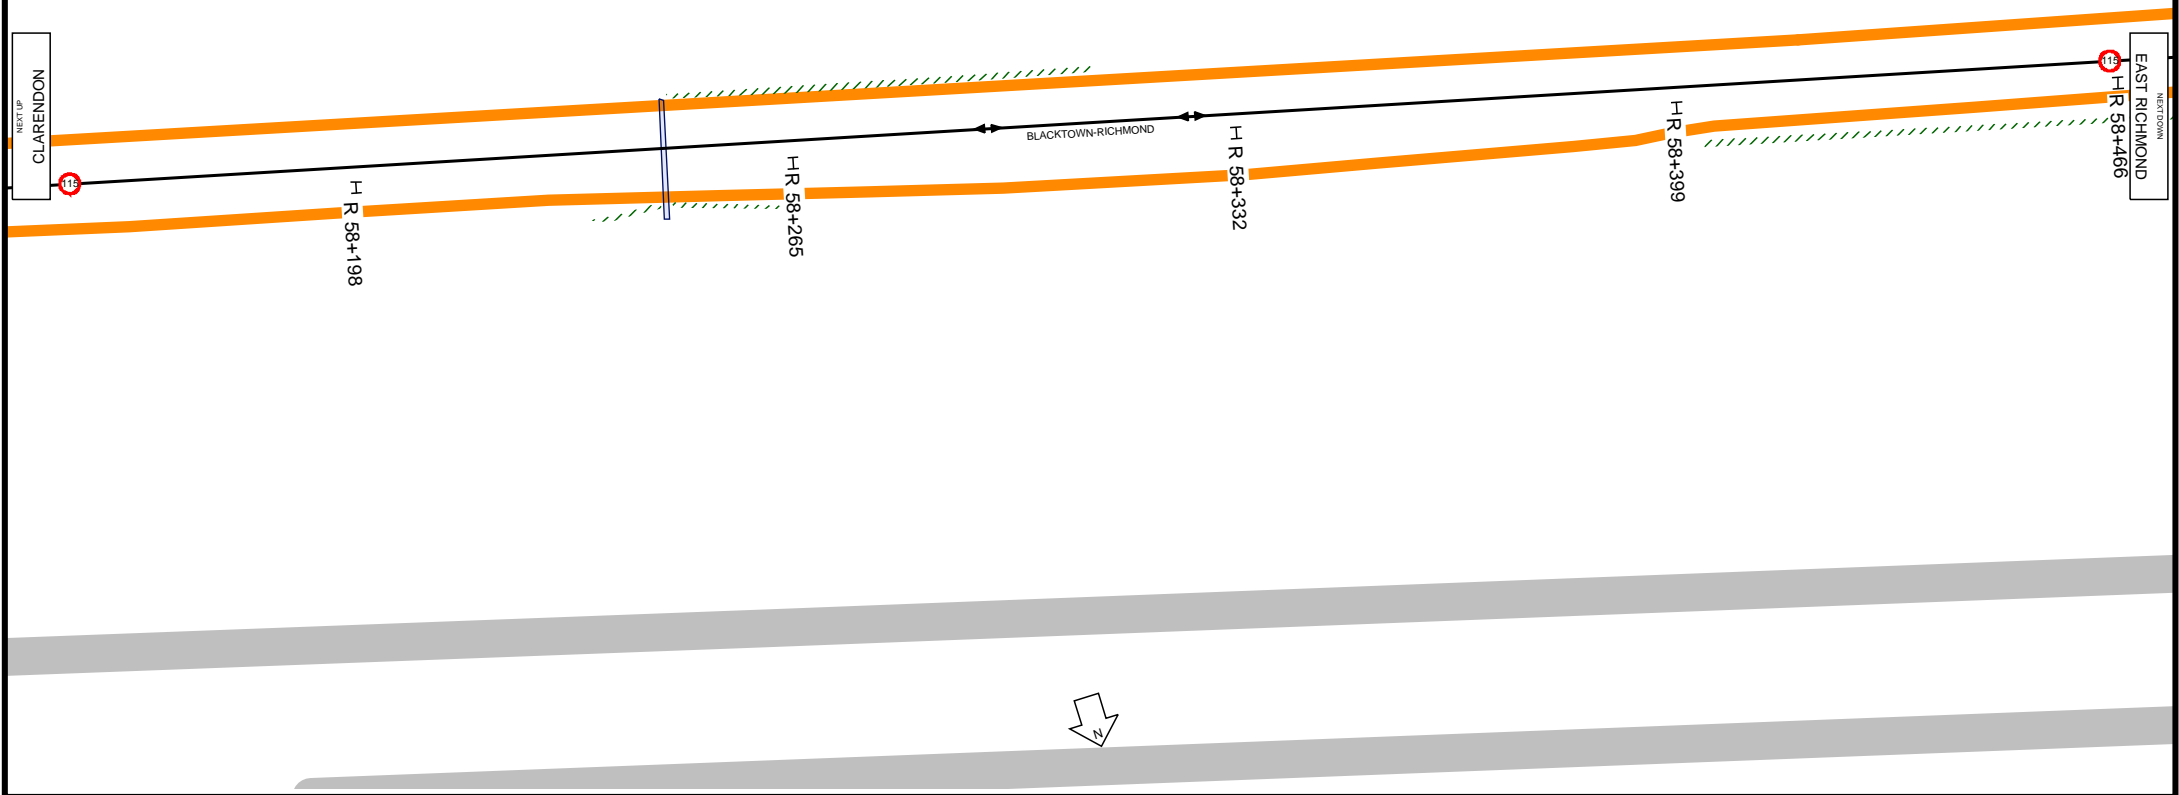 NEXT UP
CLARENDON
115
H R 58+198
H R 58+265
BLACKTOWN-RICHMOND
H R 58+332
H R 58+399
115
H R 58+466
EAST RICHMOND
NEXT DOWN
N